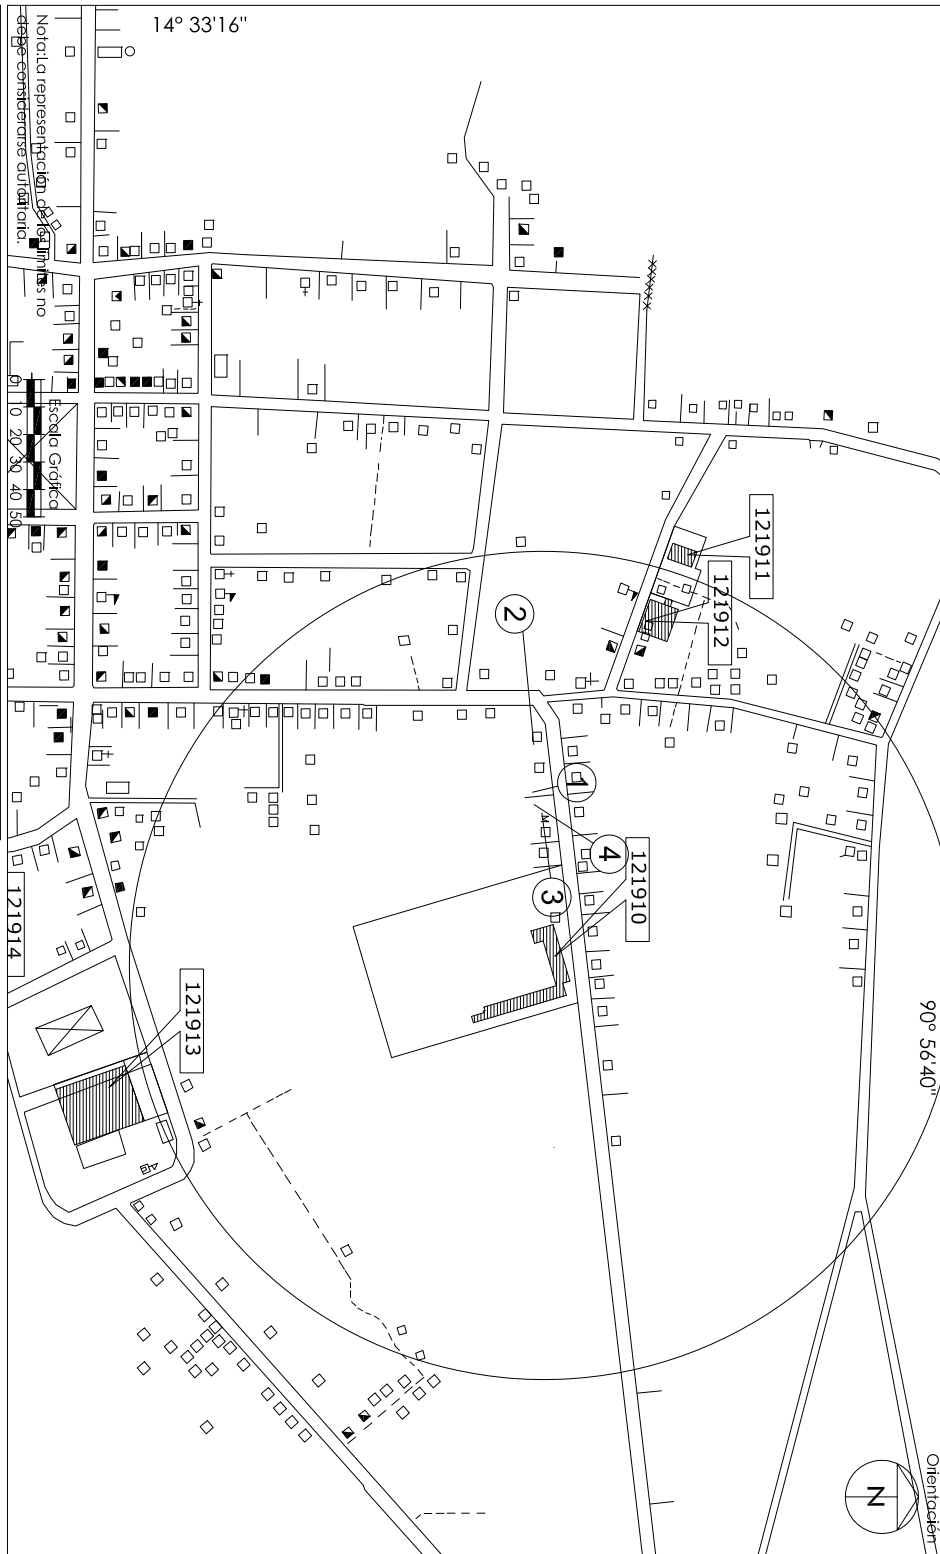 14° 33'16"
90° 56'40"
Orientación
N
121911
121912
2
1
4
3
121910
121913
121914
Escala Gráfica
0 10 20 30 40 50
Nota:La representación de los limites no
debe considerarse autoritaria.